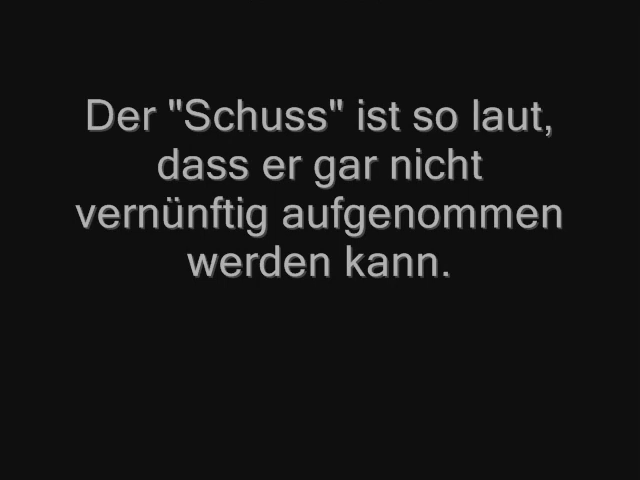 Der "Schuss" ist so laut,
dass er gar nicht
vernünftig aufgenommen
werden kann.